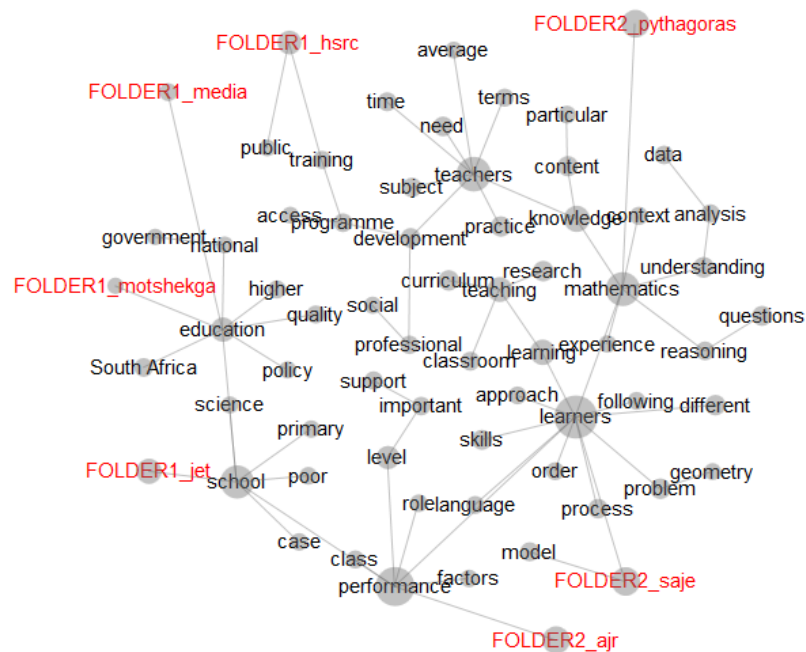 FOLDER2_pythagoras
FOLDER1_hsrc
average
FOLDER1_media
time
terms
need
particular
public
training
teachers
content
data
subject
access
programme
practice
knowledge
context
analysis
government
national
development
curriculum
research
understanding
FOLDER1_motshekga
higher
teaching
mathematics
social
quality
questions
education
professional
experience
classroom
learning
reasoning
South Africa
policy
support
science
important
approach
following
different
learners
primary
skills
level
FOLDER1_jet
school
poor
order
geometry
problem
role
language
process
case
class
model
performance
factors
FOLDER2_saje
FOLDER2_ajr